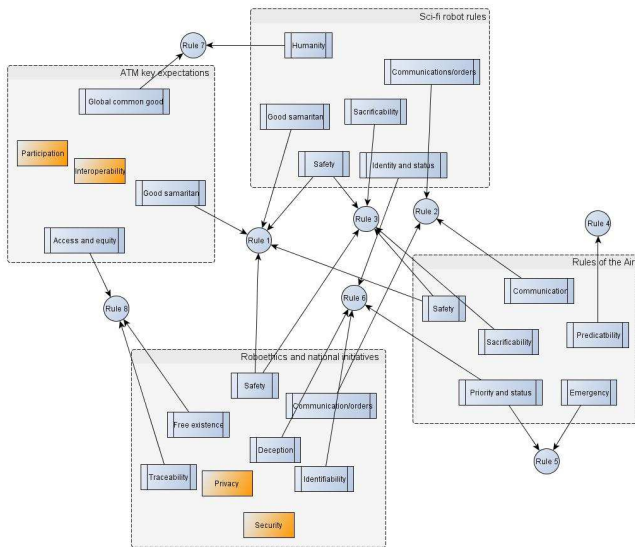 Sci-fi robot rules
Rule 7
Humanity
ATM key expectations
Communications/orders
Global common good
Good samaritan
Sacrificability
Participation
Interoperability
Safety
Identity and status
Good samaritan
Rule 3
Rule 2
Rule 4
Access and equity
Rule 1
Rules of the Air
Rule 6
Communication
Safety
Rule 8
Sacrificability
Predicatbility
Roboethics and national initiatives
Safety
Communication/orders
Priority and status
Emergency
Free existence
Deception
Rule 5
Traceability
Privacy
Identifiability
Security